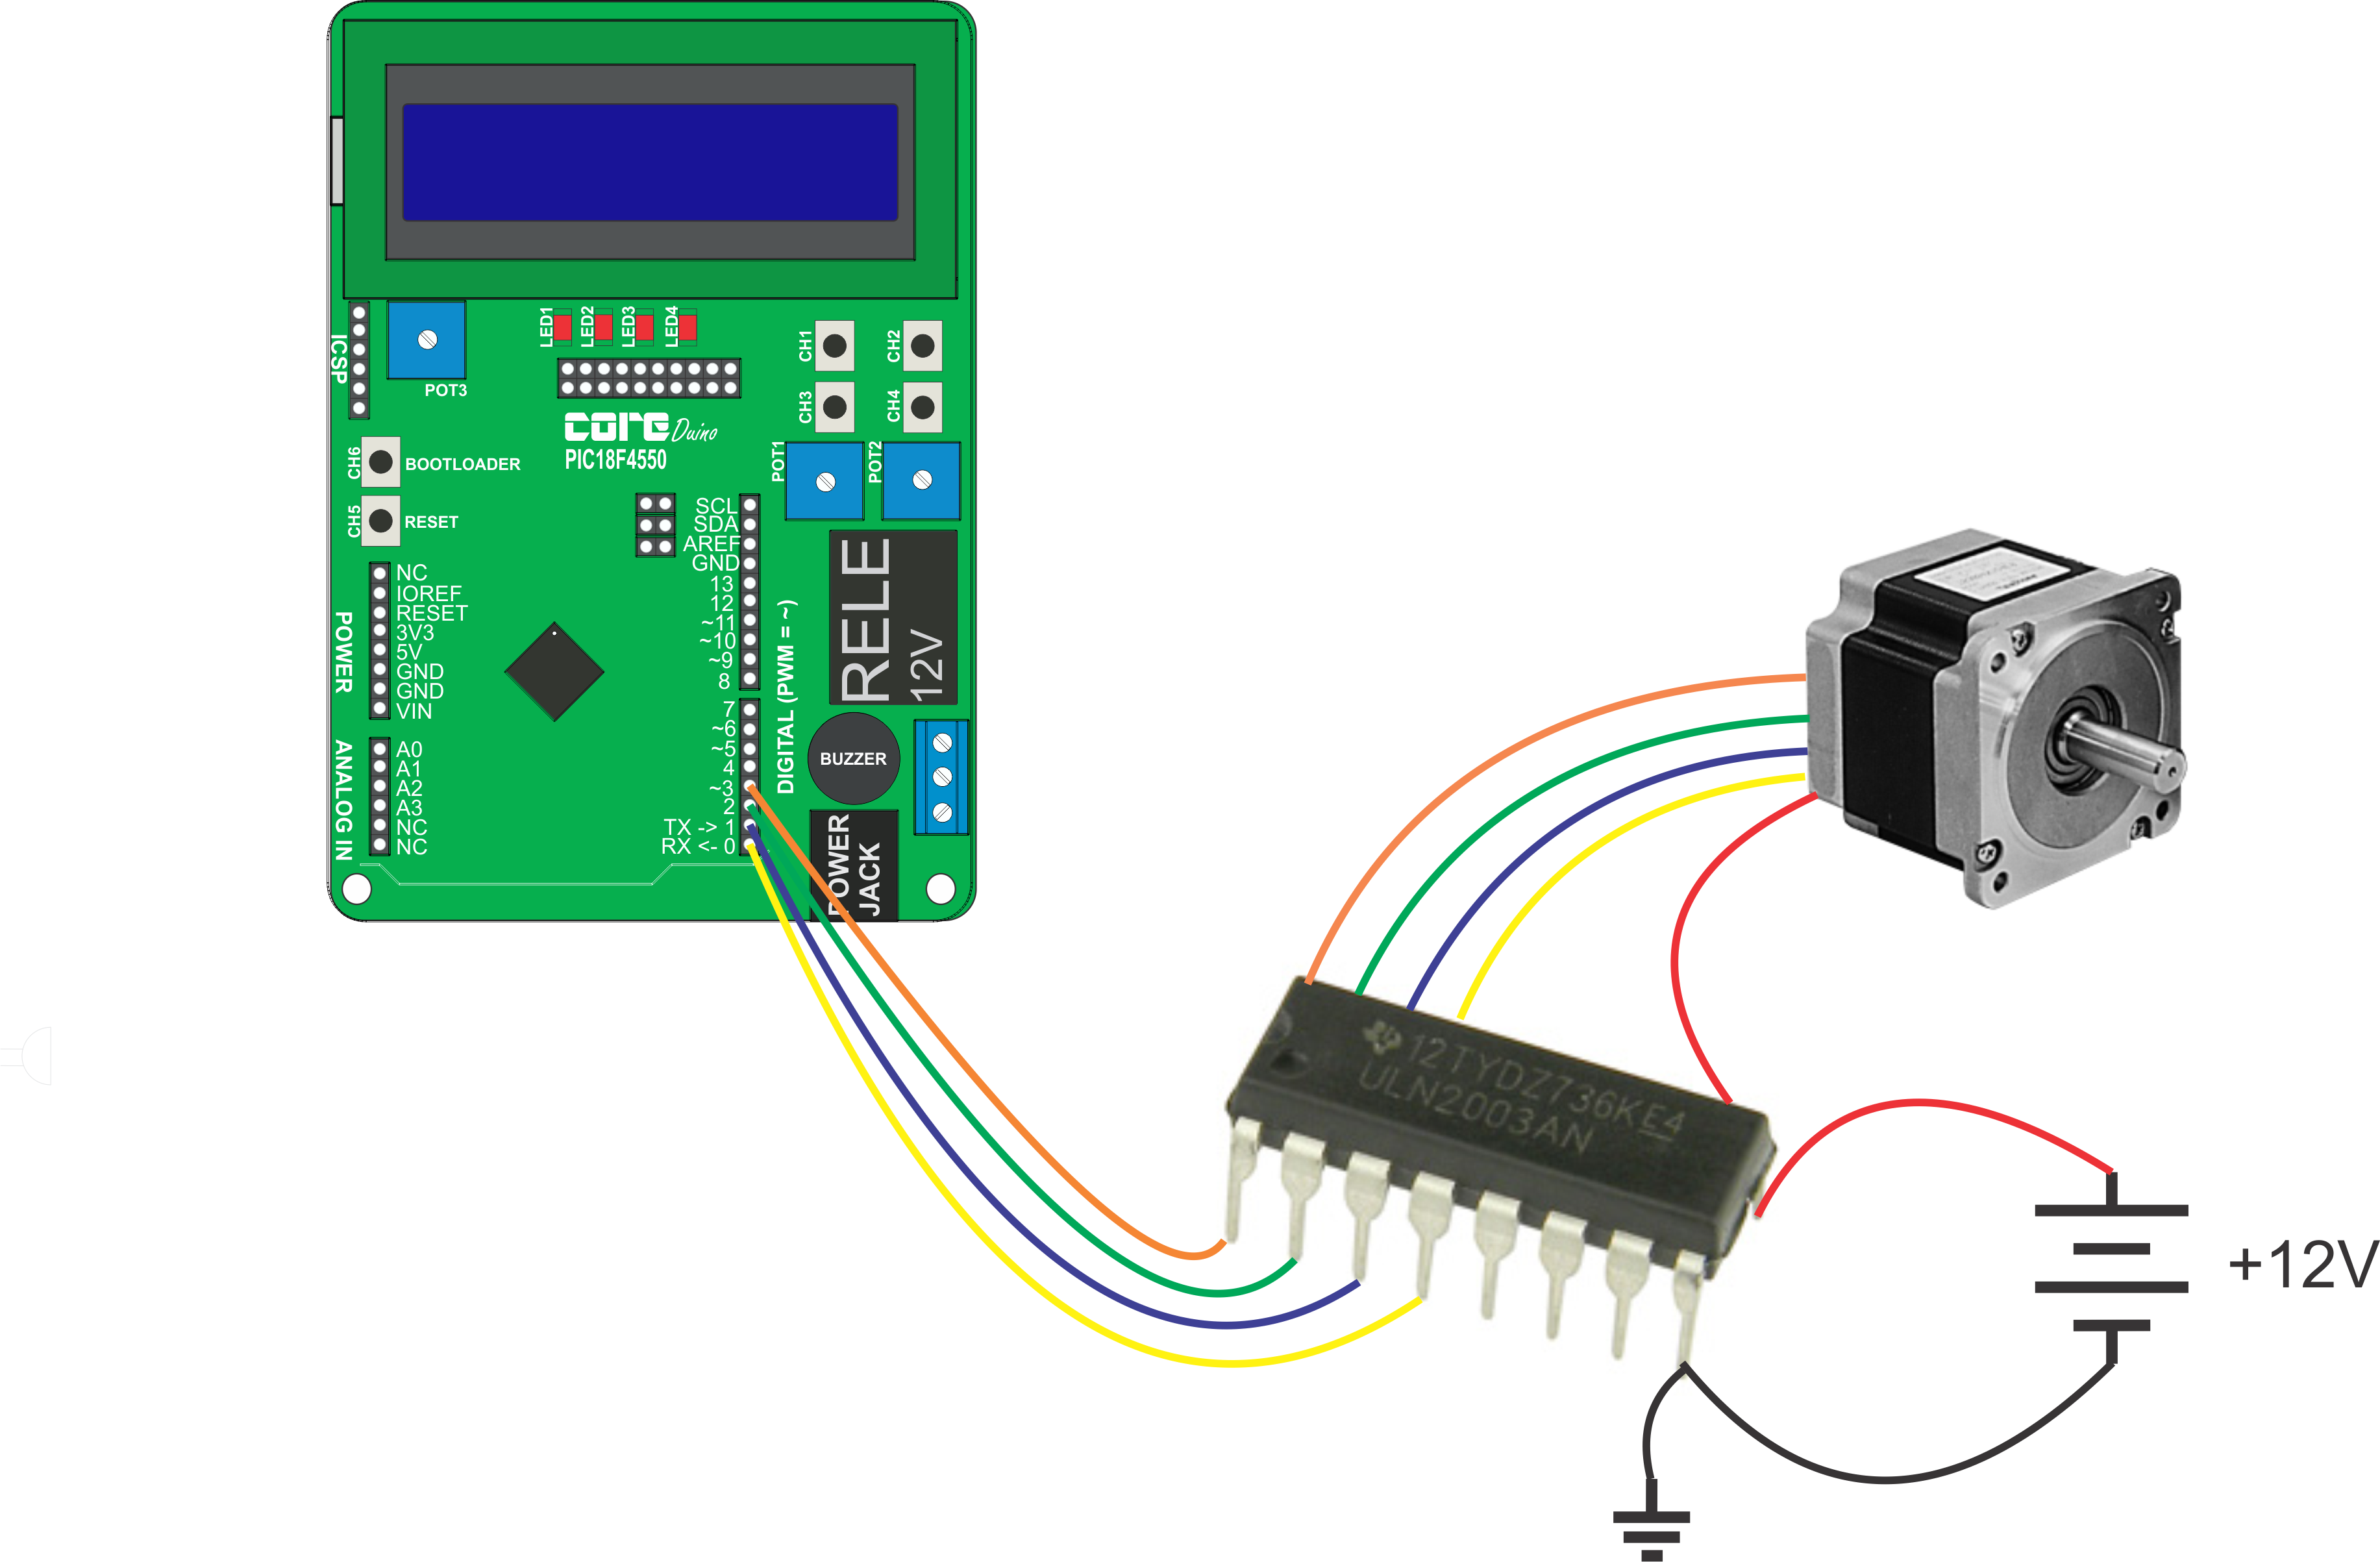 LED1
LED2
LED3
LED4
ICSP
POT3
CH1
CH2
CH3
CH4
core Duino
PIC18F4550
CH6
BOOTLOADER
CH5
RESET
POT1
POT2
SCL
SDA
AREF
GND
13
12
~11
~10
~9
8
7
~6
~5
4
~3
2
TX -> 1
RX <- 0
DIGITAL (PWM = ~)
POWER
NC
IOREF
RESET
3V3
5V
GND
GND
VIN
ANALOG IN
A0
A1
A2
A3
NC
NC
RELE
12V
BUZZER
POWER
JACK
12TYDZ736KE4
ULN2003AN
+12V